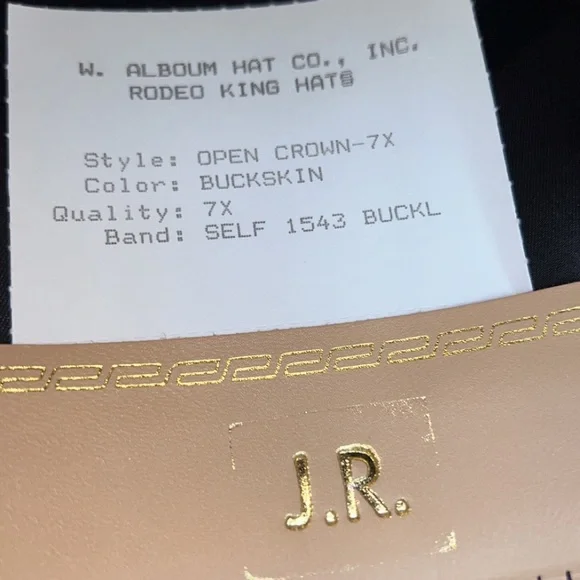 W. ALBOUM HAT CO., INC.
RODEO KING HATS
Style: OPEN CROWN-7X
Color: BUCKSKIN
Quality: 7X
Band: SELF 1543 BUCKL
J.R.